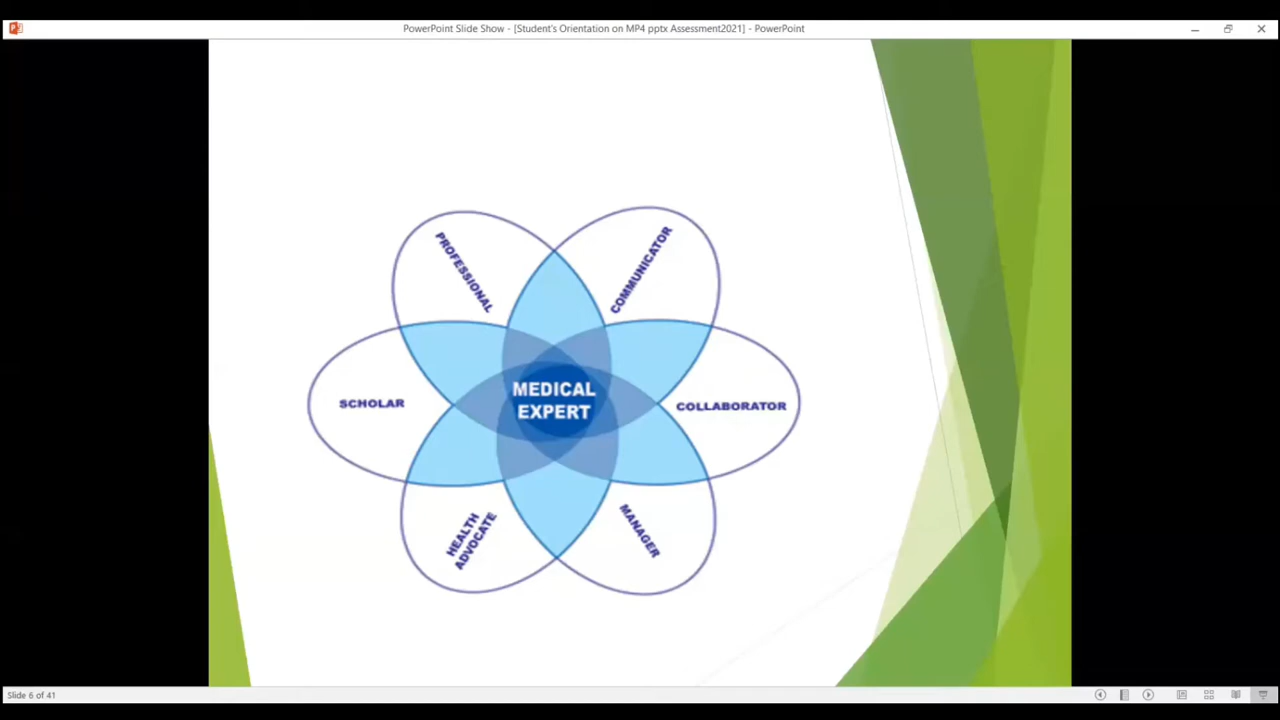 PowerPoint Slide Show - [Student's Orientation on MP4 pptx Assessment2021] - PowerPoint
PROFESSIONAL
COMMUNICATOR
SCHOLAR
MEDICAL
EXPERT
COLLABORATOR
HEALTH
ADVOCATE
MANAGER
Slide 6 of 41